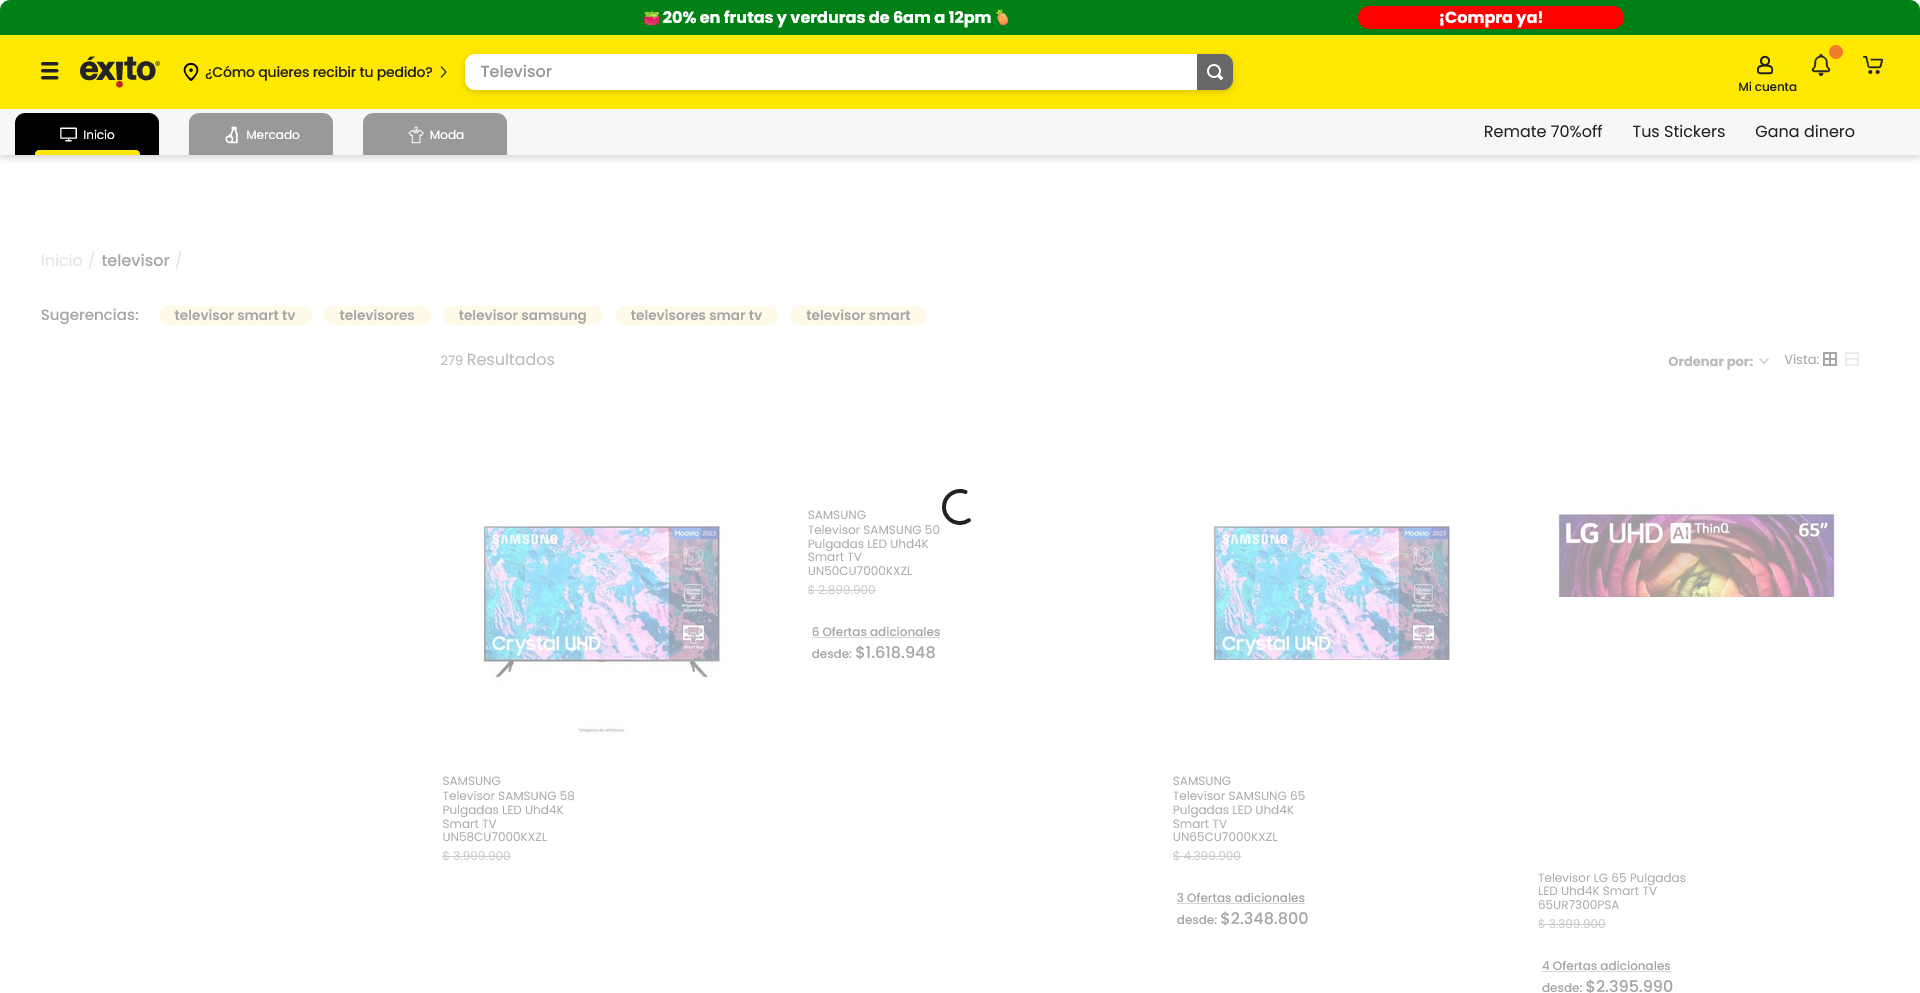 20% en frutas y verduras de 6am a 12pm
¡Compra ya!
éxito
¿Cómo quieres recibir tu pedido?
Televisor
Mi cuenta
Inicio
Mercado
Moda
Remate 70%off
Tus Stickers
Gana dinero
Inicio / televisor /
Sugerencias:
televisor smart tv
televisores
televisor samsung
televisores smar tv
televisor smart
279 Resultados
Ordenar por:
Vista:
SAMSUNG
Modelo 2023
Crystal UHD
*Imágenes de referencia.
SAMSUNG
Televisor SAMSUNG 58
Pulgadas LED Uhd4K
Smart TV
UN58CU7000KXZL
$ 3.999.900
SAMSUNG
Televisor SAMSUNG 50
Pulgadas LED Uhd4K
Smart TV
UN50CU7000KXZL
$ 2.899.900
6 Ofertas adicionales
desde: $1.618.948
SAMSUNG
Modelo 2023
Crystal UHD
SAMSUNG
Televisor SAMSUNG 65
Pulgadas LED Uhd4K
Smart TV
UN65CU7000KXZL
$ 4.399.900
3 Ofertas adicionales
desde: $2.348.800
LG UHD AI ThinQ 65”
Televisor LG 65 Pulgadas
LED Uhd4K Smart TV
65UR7300PSA
$ 3.399.900
4 Ofertas adicionales
desde: $2.395.990